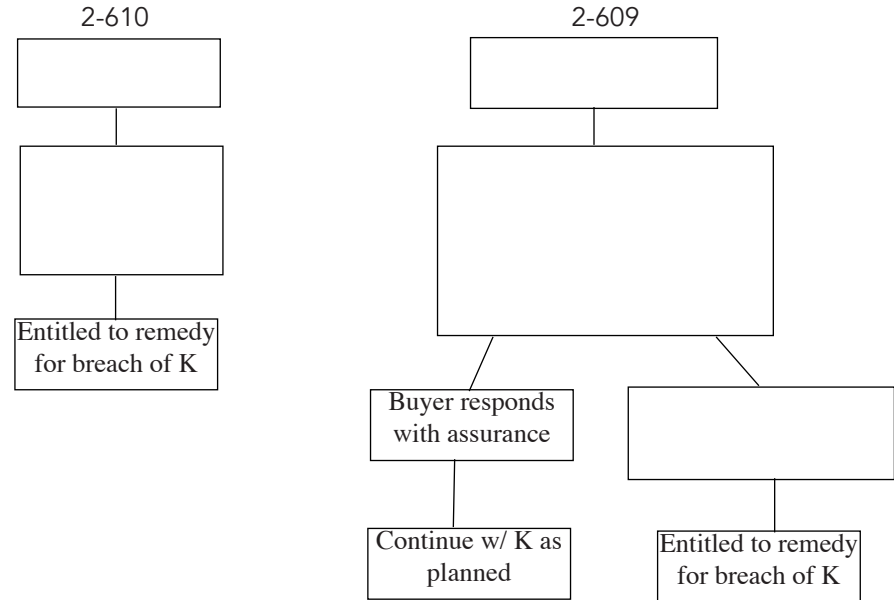 2-610
2-609
Entitled to remedy
for breach of K
Buyer responds
with assurance
Continue w/ K as
planned
Entitled to remedy
for breach of K